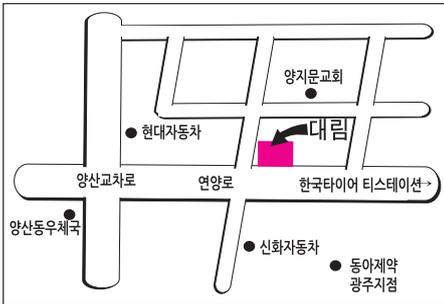 양지문교회
대림
현대자동차
양산교차로
연양로
한국타이어 티스테이션→
양산동우체국
신화자동차
동아제약
광주지점